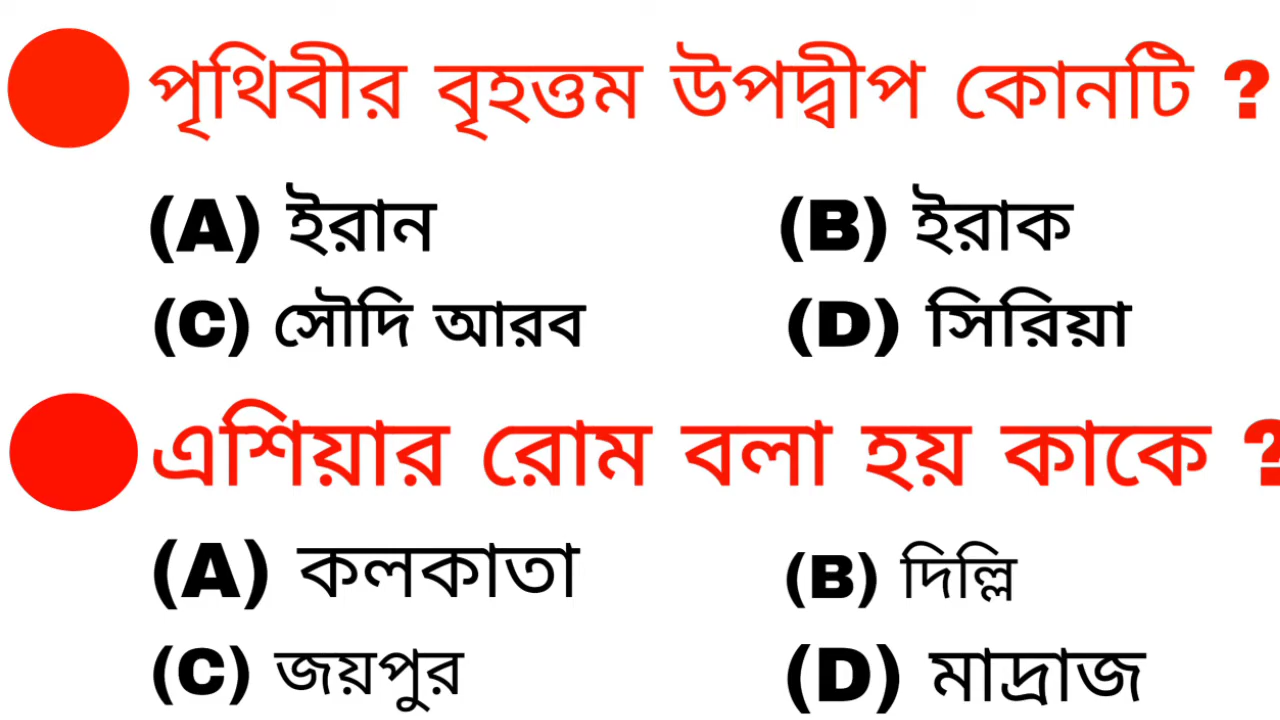 পৃথিবীর বৃহত্তম উপদ্বীপ কোনটি ?
(A) ইরান (B) ইরাক
(C) সৌদি আরব (D) সিরিয়া
এশিয়ার রোম বলা হয় কাকে ?
(A) কলকাতা (B) দিল্লি
(C) জয়পুর (D) মাদ্রাজ